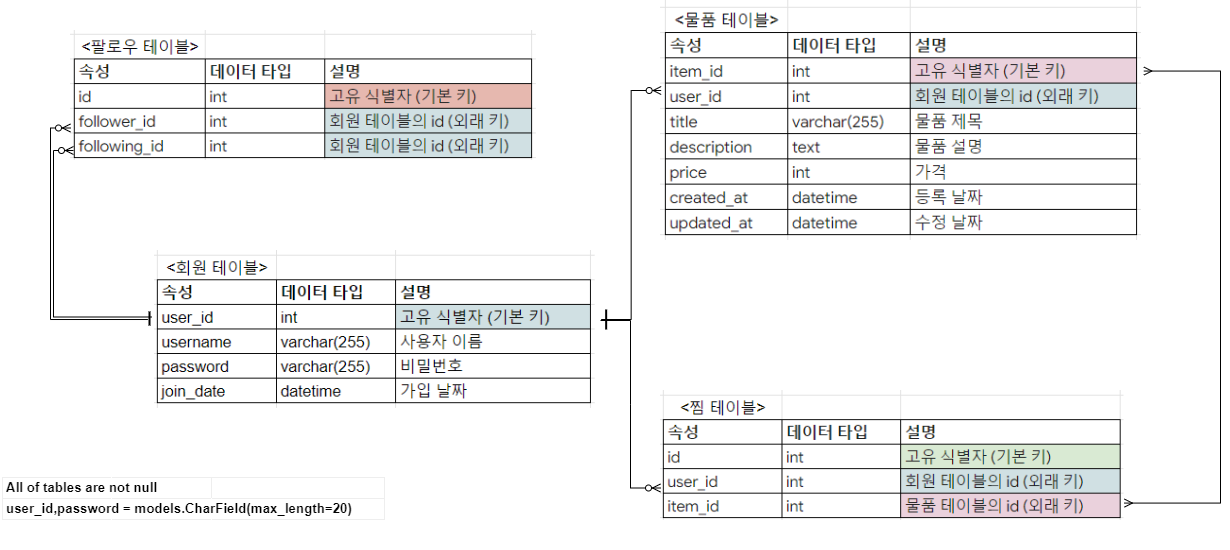 <팔로우 테이블>
속성 데이터 타입 설명
id int 고유 식별자 (기본 키)
follower_id int 회원 테이블의 id (외래 키)
following_id int 회원 테이블의 id (외래 키)
<물품 테이블>
속성 데이터 타입 설명
item_id int 고유 식별자 (기본 키)
user_id int 회원 테이블의 id (외래 키)
title varchar(255) 물품 제목
description text 물품 설명
price int 가격
created_at datetime 등록 날짜
updated_at datetime 수정 날짜
<회원 테이블>
속성 데이터 타입 설명
user_id int 고유 식별자 (기본 키)
username varchar(255) 사용자 이름
password varchar(255) 비밀번호
join_date datetime 가입 날짜
<찜 테이블>
속성 데이터 타입 설명
id int 고유 식별자 (기본 키)
user_id int 회원 테이블의 id (외래 키)
item_id int 물품 테이블의 id (외래 키)
All of tables are not null
user_id,password = models.CharField(max_length=20)